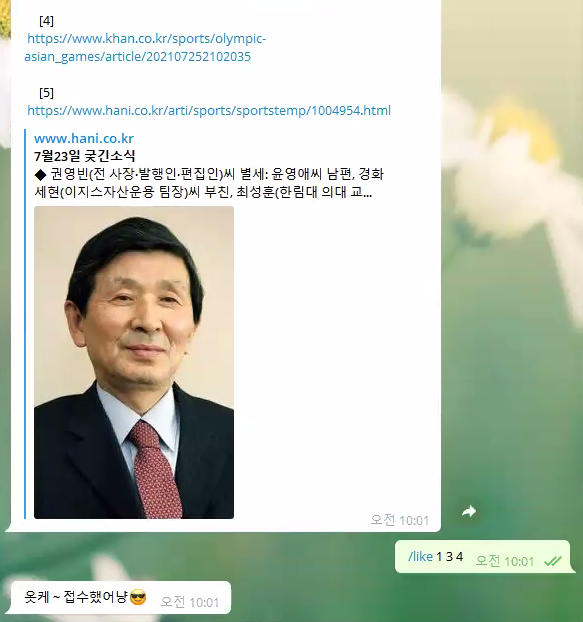 [4]
https://www.khan.co.kr/sports/olympic-
asian_games/article/202107252102035
[5]
https://www.hani.co.kr/arti/sports/sportstemp/1004954.html
www.hani.co.kr
7월23일 궂긴소식
◆ 권영빈(전 사장·발행인·편집인)씨 별세: 윤영애씨 남편, 경화
세현(이지스자산운용 팀장)씨 부친, 최성훈(한림대 의대 교...
오전 10:01
/like 1 3 4 오전 10:01
옷케 ~ 접수했어냥😎 오전 10:01